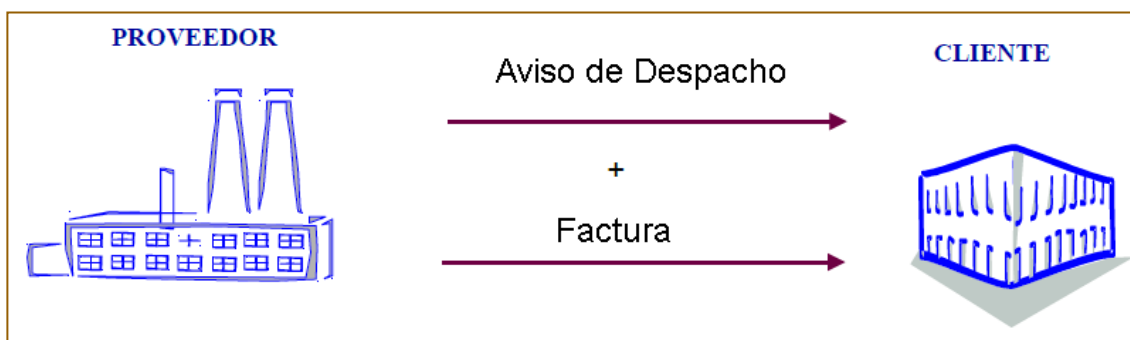 PROVEEDOR
CLIENTE
Aviso de Despacho
+
Factura